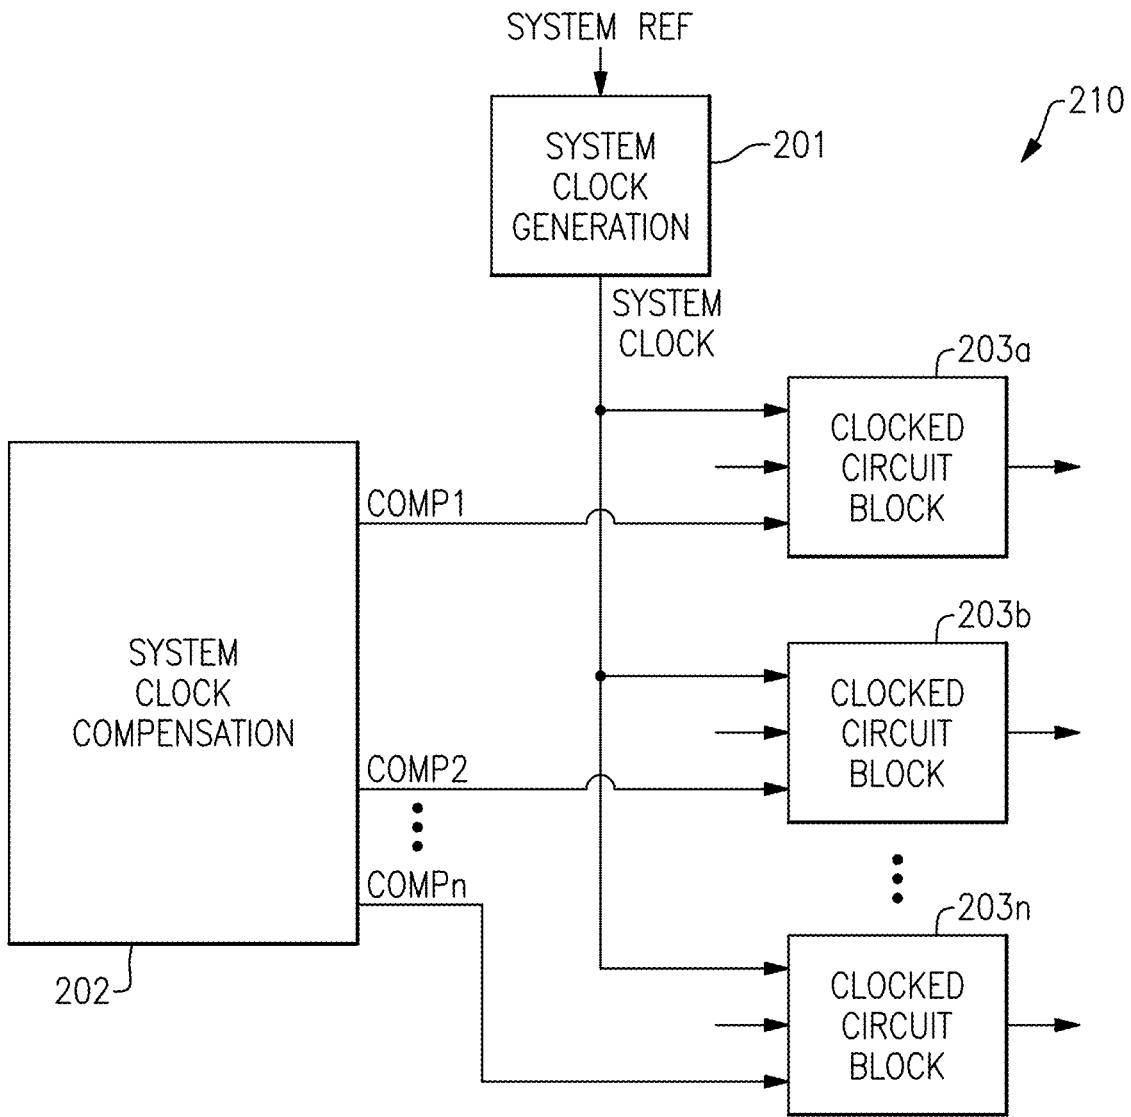 SYSTEM REF
210
SYSTEM
CLOCK
GENERATION
201
SYSTEM
CLOCK
203a
CLOCKED
CIRCUIT
BLOCK
COMP1
SYSTEM
CLOCK
COMPENSATION
203b
CLOCKED
CIRCUIT
BLOCK
COMP2
COMPn
202
203n
CLOCKED
CIRCUIT
BLOCK